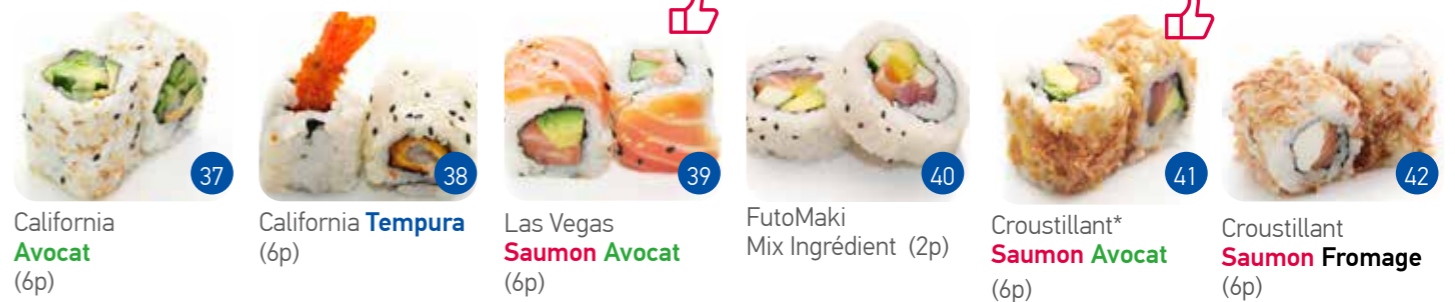 37
California
Avocat
(6p)
38
California Tempura
(6p)
39
Las Vegas
Saumon Avocat
(6p)
40
FutoMaki
Mix Ingrédient (2p)
41
Croustillant*
Saumon Avocat
(6p)
42
Croustillant
Saumon Fromage
(6p)